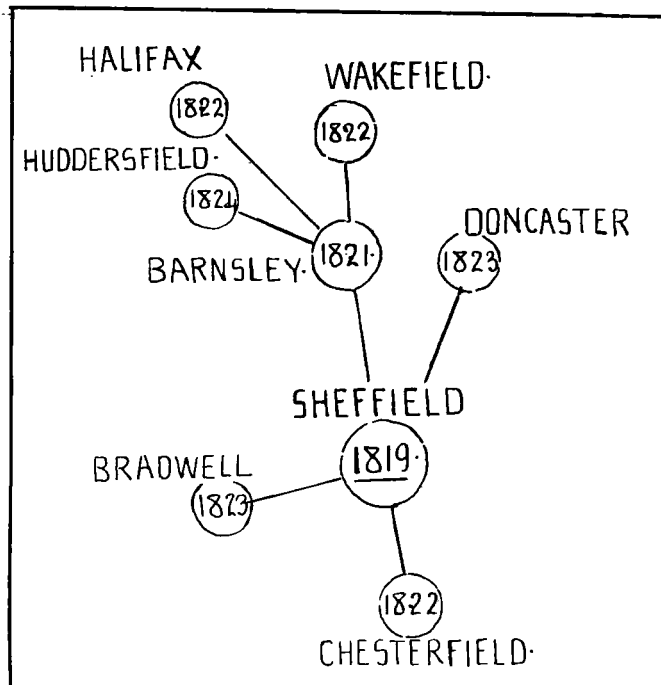 HALIFAX
1822
WAKEFIELD.
1822
HUDDERSFIELD.
1821
BARNSLEY.
1821.
DONCASTER
1823
SHEFFIELD
1819.
BRADWELL
1823
1822
CHESTERFIELD.